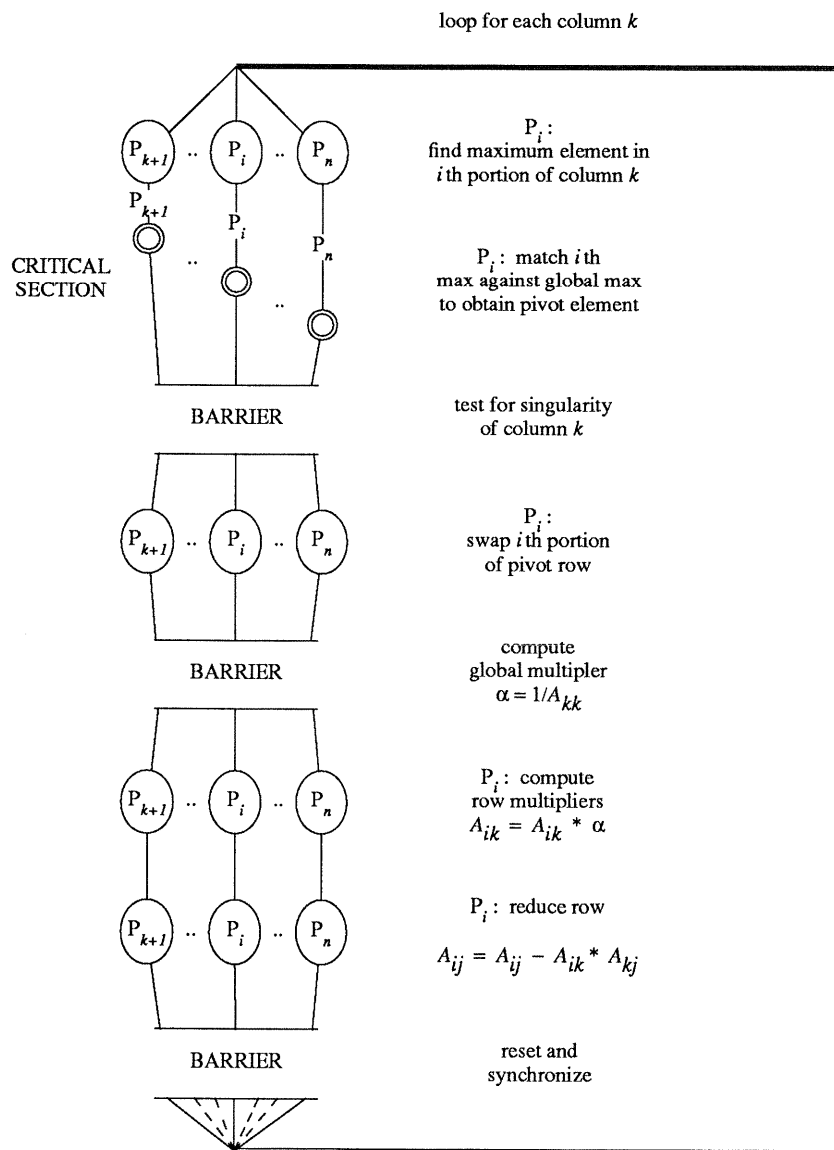 loop for each column k
P_{k+1} .. P_i .. P_n
P_i :
find maximum element in
i th portion of column k
P_{k+1}
P_i
P_n
CRITICAL
SECTION
..
..
P_i : match i th
max against global max
to obtain pivot element
BARRIER
test for singularity
of column k
P_{k+1} .. P_i .. P_n
P_i :
swap i th portion
of pivot row
BARRIER
compute
global multipler
α = 1/A_{kk}
P_{k+1} .. P_i .. P_n
P_i : compute
row multipliers
A_{ik} = A_{ik} * α
P_{k+1} .. P_i .. P_n
P_i : reduce row
A_{ij} = A_{ij} − A_{ik} * A_{kj}
BARRIER
reset and
synchronize